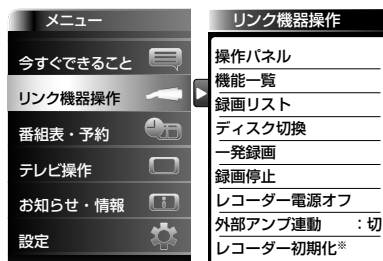 メニュー
今すぐできること
リンク機器操作
番組表・予約
テレビ操作
お知らせ・情報
設定
リンク機器操作
操作パネル
機能一覧
録画リスト
ディスク切換
一発録画
録画停止
レコーダー電源オフ
外部アンプ連動　：切
レコーダー初期化※